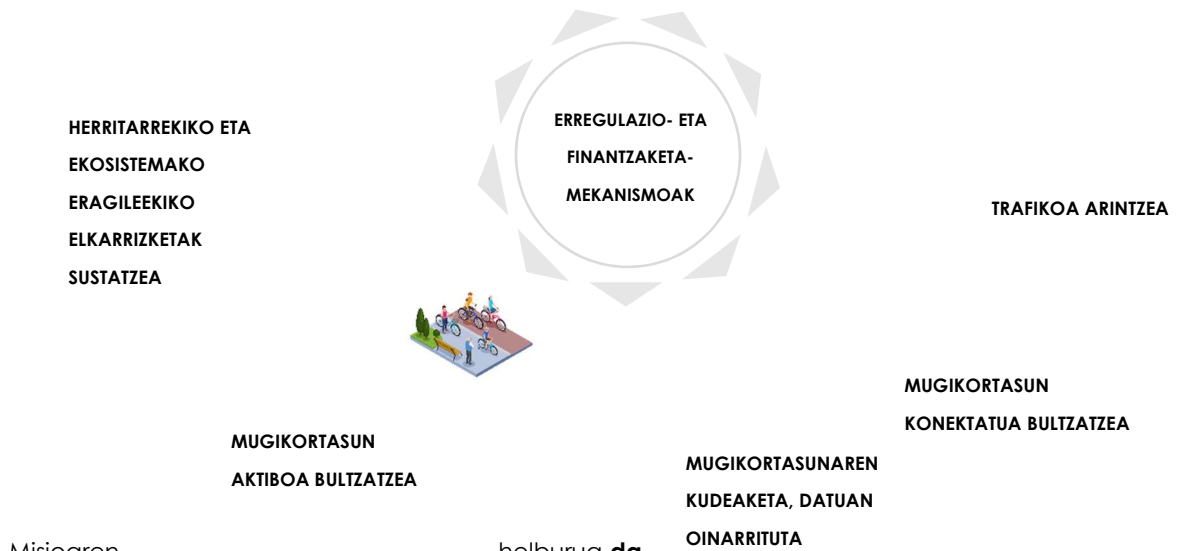 HERRITARREKIKO ETA
EKOSISTEMAKO
ERAGILEEKIKO
ELKARRIZKETAK
SUSTATZEA
ERREGULAZIO- ETA
FINANTZAKETA-
MEKANISMOAK
TRAFIKOA ARINTZEA
MUGIKORTASUN
KONEKTATUA BULTZATZEA
MUGIKORTASUN
AKTIBOA BULTZATZEA
MUGIKORTASUNAREN
KUDEAKETA, DATUAN
OINARRITUTA
Misioaren helburua da